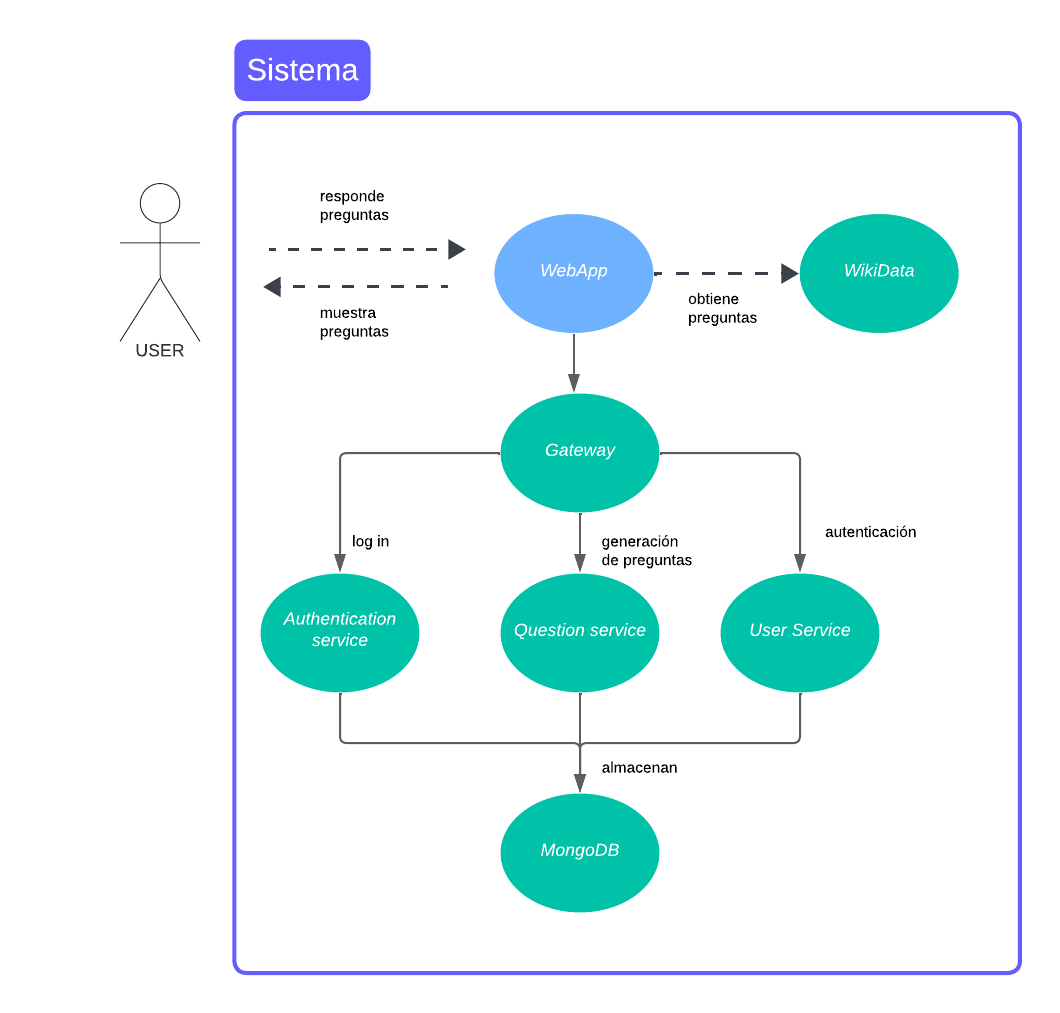 Sistema
responde
preguntas
WebApp
WikiData
obtiene
preguntas
muestra
preguntas
USER
Gateway
log in
generación
de preguntas
autenticación
Authentication
service
Question service
User Service
almacenan
MongoDB